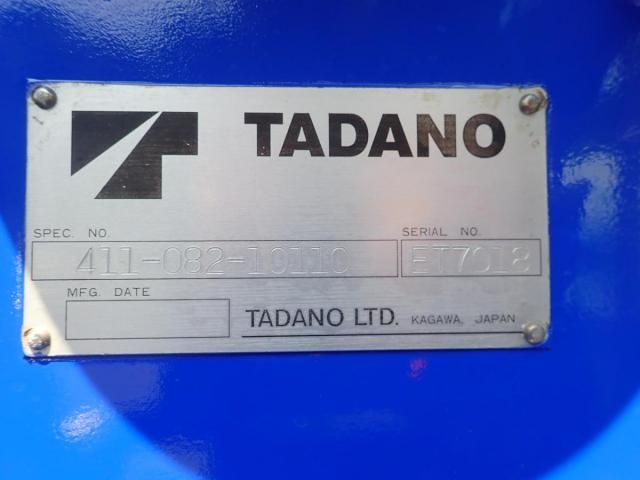 TADANO
SPEC. NO. SERIAL NO.
411-082-10110 ET7018
MFG. DATE
TADANO LTD. KAGAWA, JAPAN